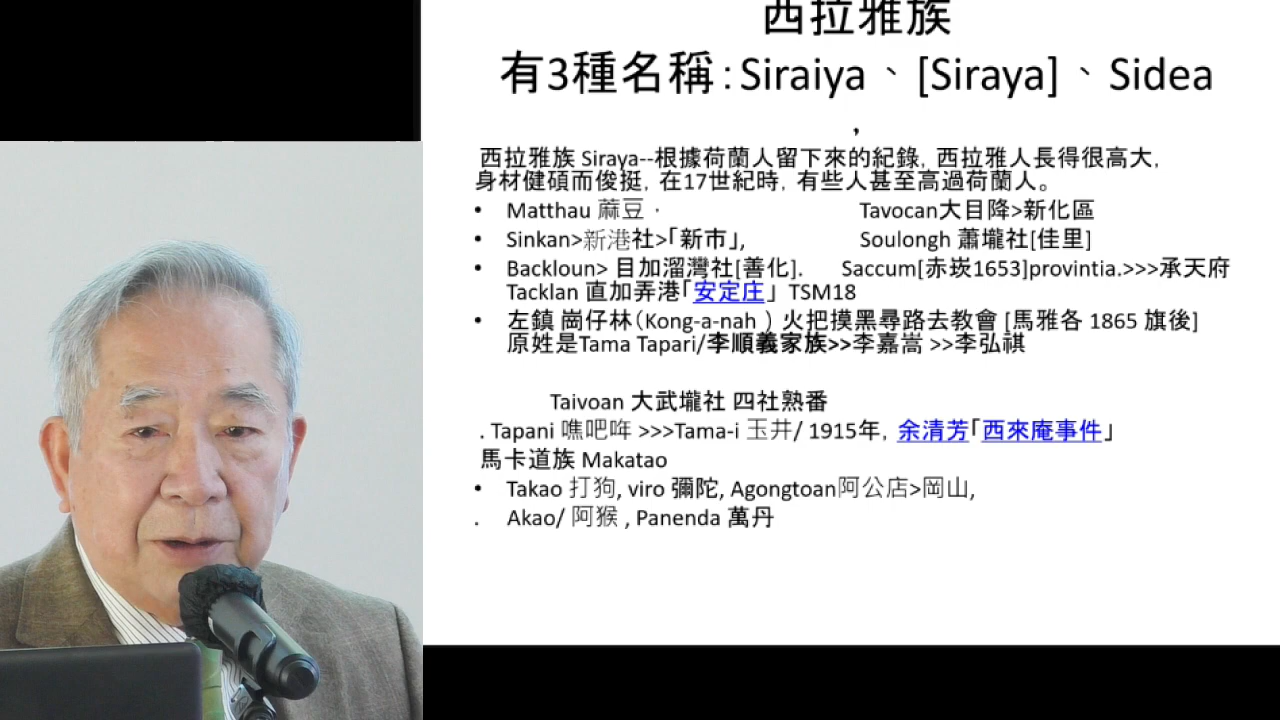 西拉雅族
有3種名稱：Siraiya、[Siraya]、Sidea
，
西拉雅族 Siraya--根據荷蘭人留下來的紀錄，西拉雅人長得很高大，
身材健碩而俊挺，在17世紀時，有些人甚至高過荷蘭人。
• Matthau 蔴豆． Tavocan大目降>新化區
• Sinkan>新港社>「新市」, Soulongh 蕭壠社[佳里]
• Backloun> 目加溜灣社[善化]. Saccum[赤崁1653]provintia.>>>承天府
Tacklan 直加弄港「安定庄」 TSM18
• 左鎮 崗仔林（Kong-a-nah ）火把摸黑尋路去教會 [馬雅各 1865 旗後]
原姓是Tama Tapari/李順義家族>>李嘉嵩 >>李弘祺
Taivoan 大武壠社 四社熟番
. Tapani 噍吧哖 >>>Tama-i 玉井/ 1915年，余清芳「西來庵事件」
馬卡道族 Makatao
• Takao 打狗, viro 彌陀, Agongtoan阿公店>岡山,
. Akao/ 阿猴 , Panenda 萬丹